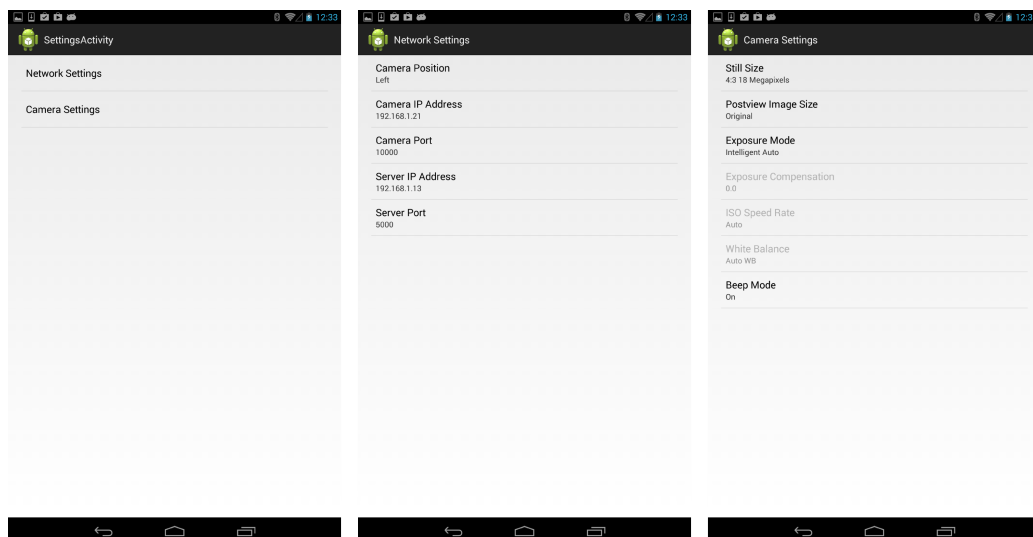 12:33
SettingsActivity
Network Settings
Camera Settings
12:33
Network Settings
Camera Position
Left
Camera IP Address
192.168.1.21
Camera Port
10000
Server IP Address
192.168.1.13
Server Port
5000
12:3
Camera Settings
Still Size
4:3 18 Megapixels
Postview Image Size
Original
Exposure Mode
Intelligent Auto
Exposure Compensation
0.0
ISO Speed Rate
Auto
White Balance
Auto WB
Beep Mode
On